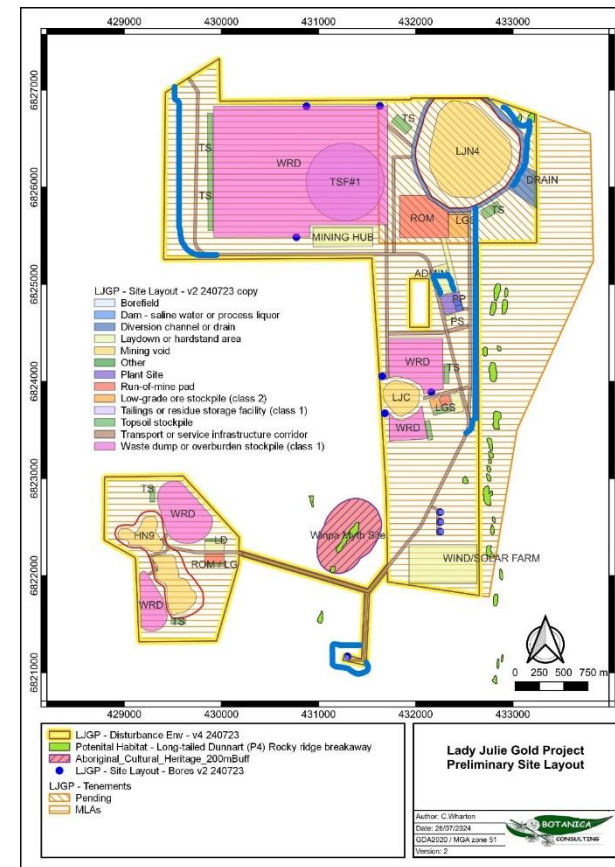 429000 430000 431000 432000 433000
6827000
6826000
6825000
6824000
6823000
6822000
6821000
TS
LJN4
TS
WRD
TSF#1
DRAIN
TS
ROM
LGS
TS
MINING HUB
ADMIN
PP
PS
LJGP - Site Layout - v2 240723 copy
Borefield
Dam - saline water or process liquor
Diversion channel or drain
Laydown or hardstand area
Mining void
Other
Plant Site
Run-of-mine pad
Low-grade ore stockpile (class 2)
Tailings or residue storage facility (class 1)
Topsoil stockpile
Transport or service infrastructure corridor
Waste dump or overburden stockpile (class 1)
WRD
TS
LJC
LGS
WRD
TS
WRD
HN9
LD
ROM / LG
WRD
TS
Winpa Myth Site
WIND/SOLAR FARM
0 250 500 750 m
429000 430000 431000 432000 433000
LJGP - Disturbance Env - v4 240723
Potenital Habitat - Long-tailed Dunnart (P4) Rocky ridge breakaway
Aboriginal_Cultural_Heritage_200mBuff
LJGP - Site Layout - Bores v2 240723
LJGP - Tenements
Pending
MLAs
Lady Julie Gold Project
Preliminary Site Layout
Author: C.Wharton
Date: 26/07/2024
GDA2020 / MGA zone 51
Version: 2
BOTANICA
CONSULTING